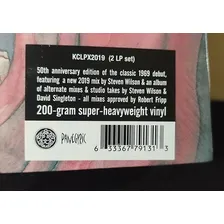 KCLPX2019 (2 LP set)
50th anniversary edition of the classic 1969 debut,
featuring a new 2019 mix by Steven Wilson & an album
of alternate mixes & studio takes by Steven Wilson &
David Singleton - all mixes approved by Robert Fripp
200-gram super-heavyweight vinyl
PANEGYRIC
6 33367 79131 3